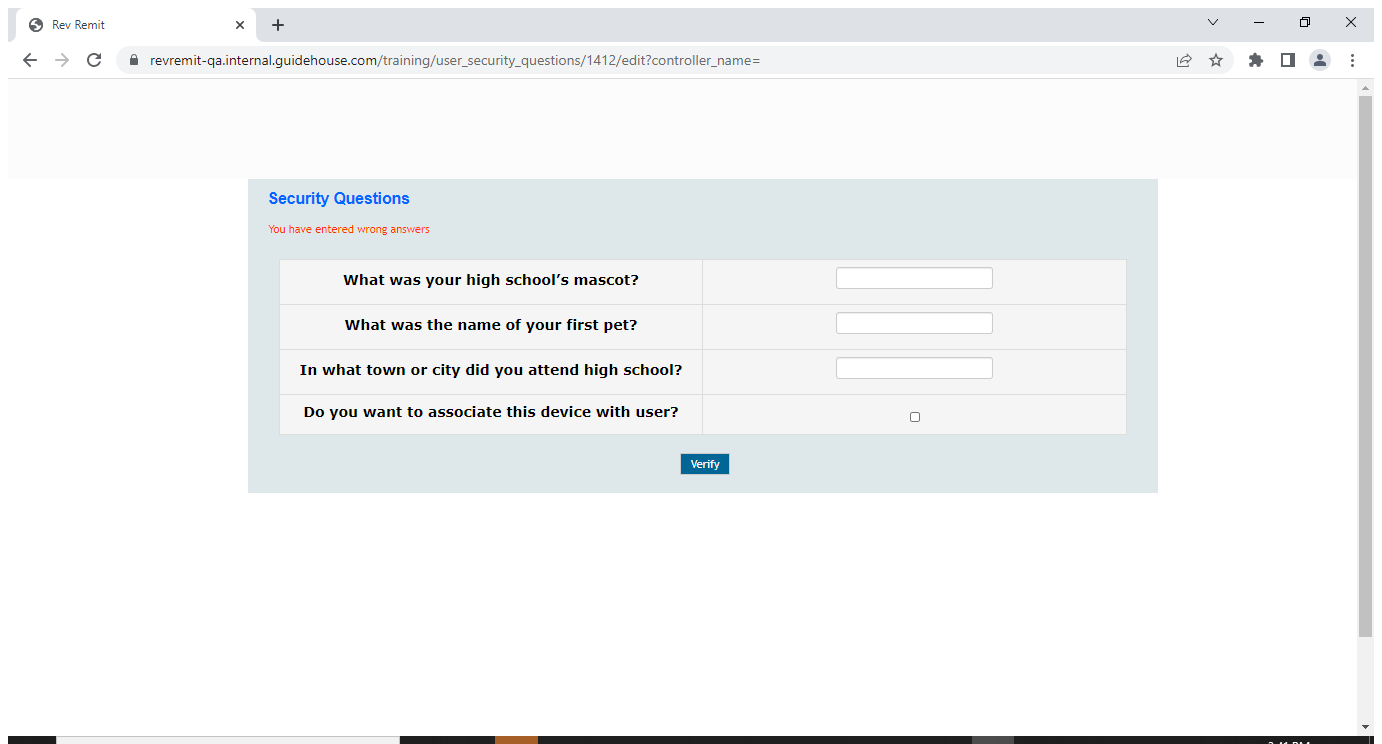 Rev Remit
revremit-qa.internal.guidehouse.com/training/user_security_questions/1412/edit?controller_name=
Security Questions
You have entered wrong answers
What was your high school’s mascot?
What was the name of your first pet?
In what town or city did you attend high school?
Do you want to associate this device with user?
Verify